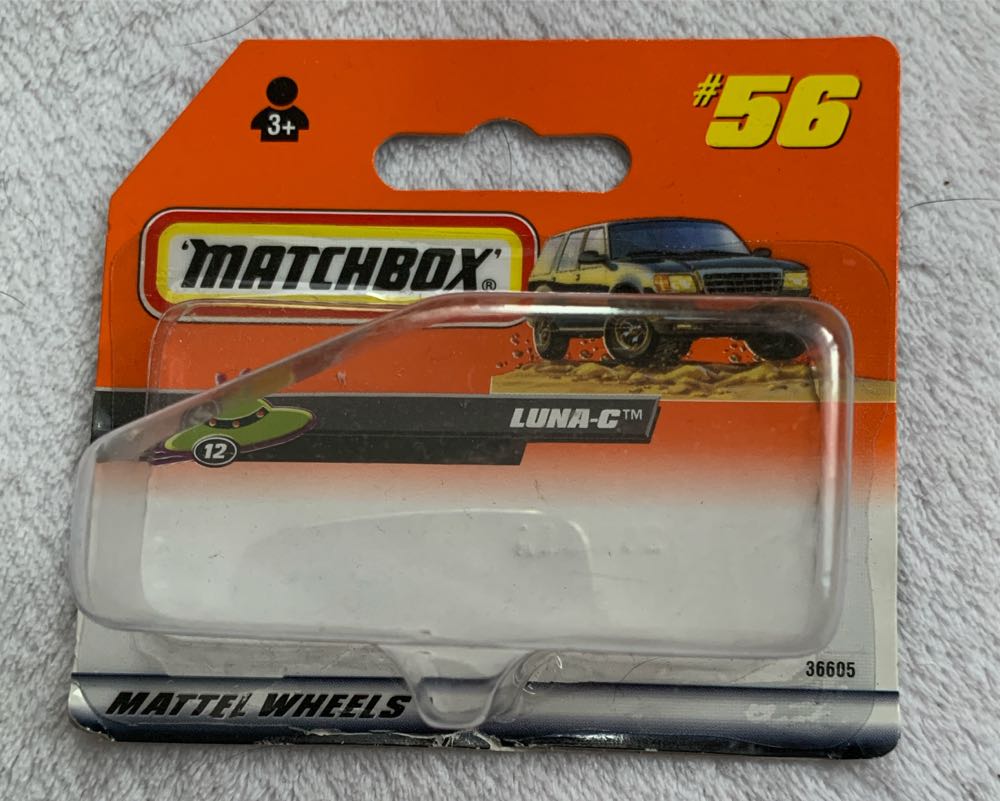 3+
#56
'MATCHBOX'®
LUNA-C™
12
36605
MATTEL WHEELS